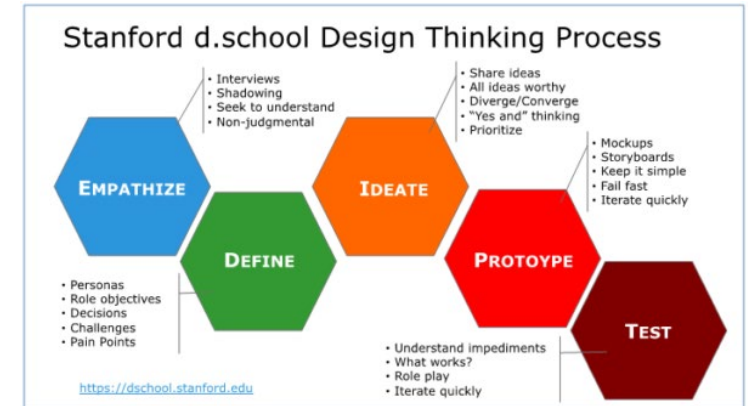 Stanford d.school Design Thinking Process
• Interviews
• Shadowing
• Seek to understand
• Non-judgmental
• Share ideas
• All ideas worthy
• Diverge/Converge
• "Yes and" thinking
• Prioritize
• Mockups
• Storyboards
• Keep it simple
• Fail fast
• Iterate quickly
EMPATHIZE
IDEATE
DEFINE
PROTOYPE
TEST
• Personas
• Role objectives
• Decisions
• Challenges
• Pain Points
• Understand impediments
• What works?
• Role play
• Iterate quickly
https://dschool.stanford.edu